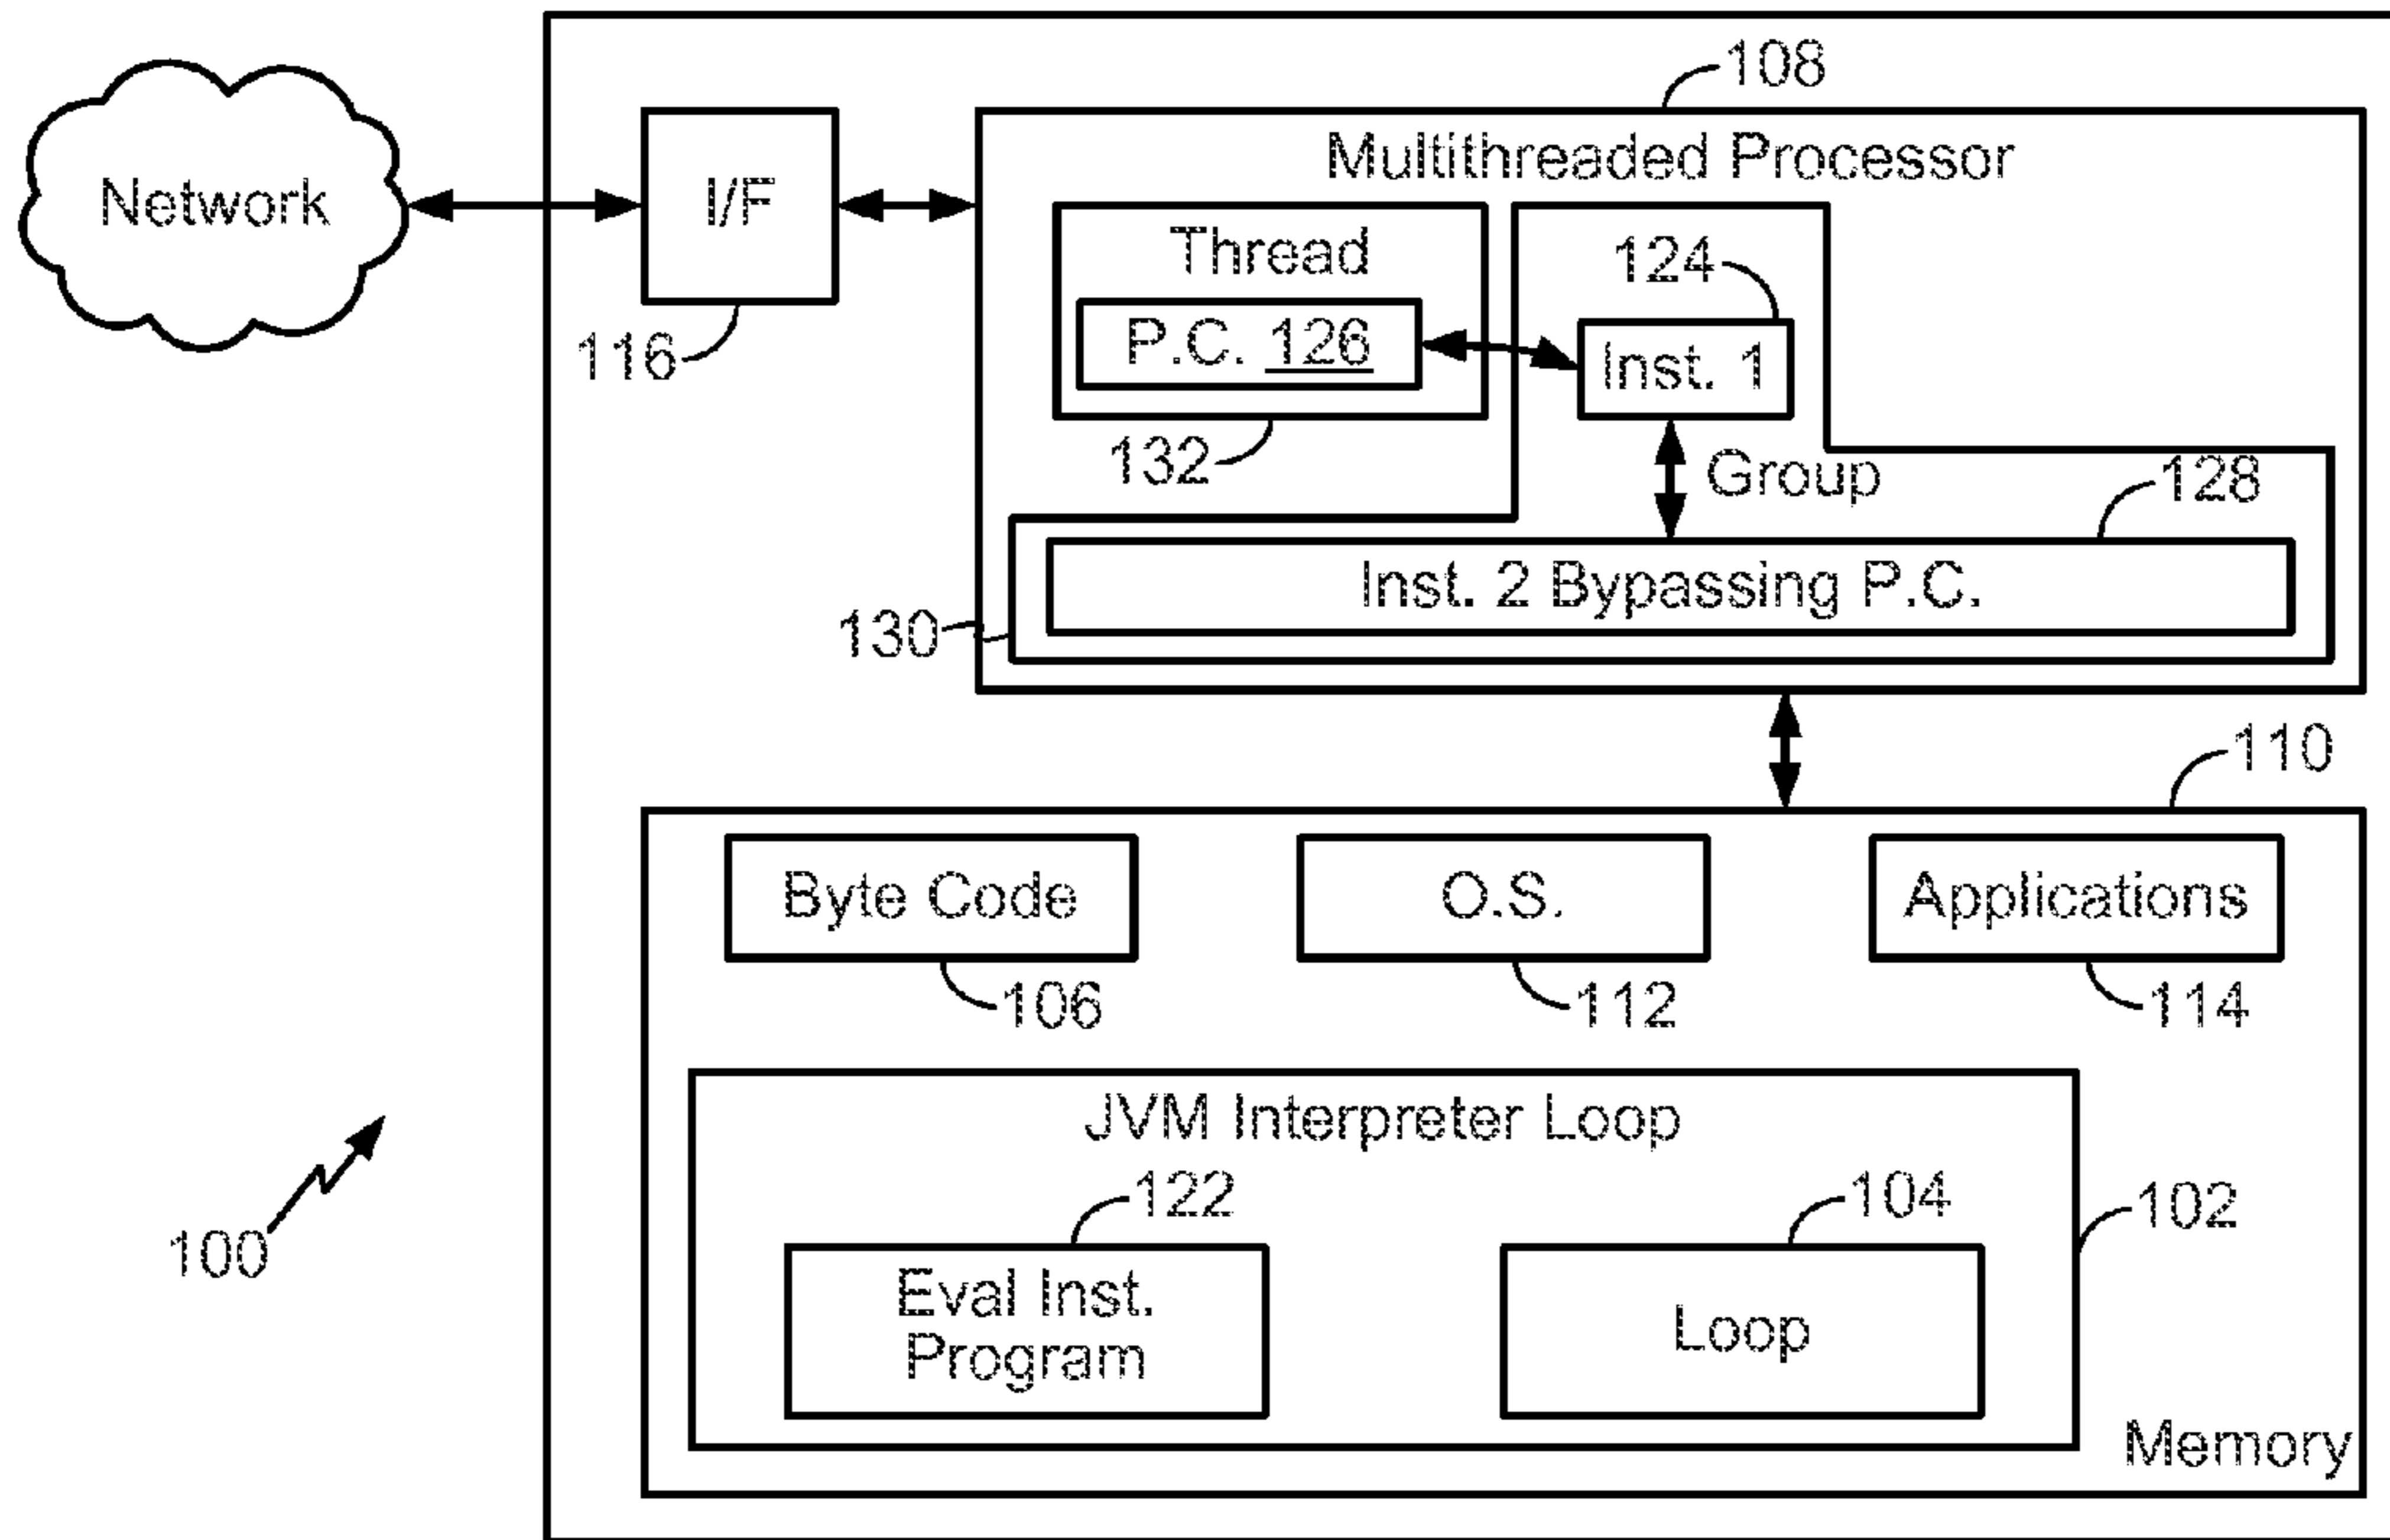 108
Multithreaded Processor
Network
I/F
116
Thread
P.C. 126
132
124
Inst. 1
Group
128
Inst. 2 Bypassing P.C.
130
110
Byte Code
O.S.
Applications
106
112
114
JVM Interpreter Loop
122
104
102
Eval Inst.
Program
Loop
Memory
100